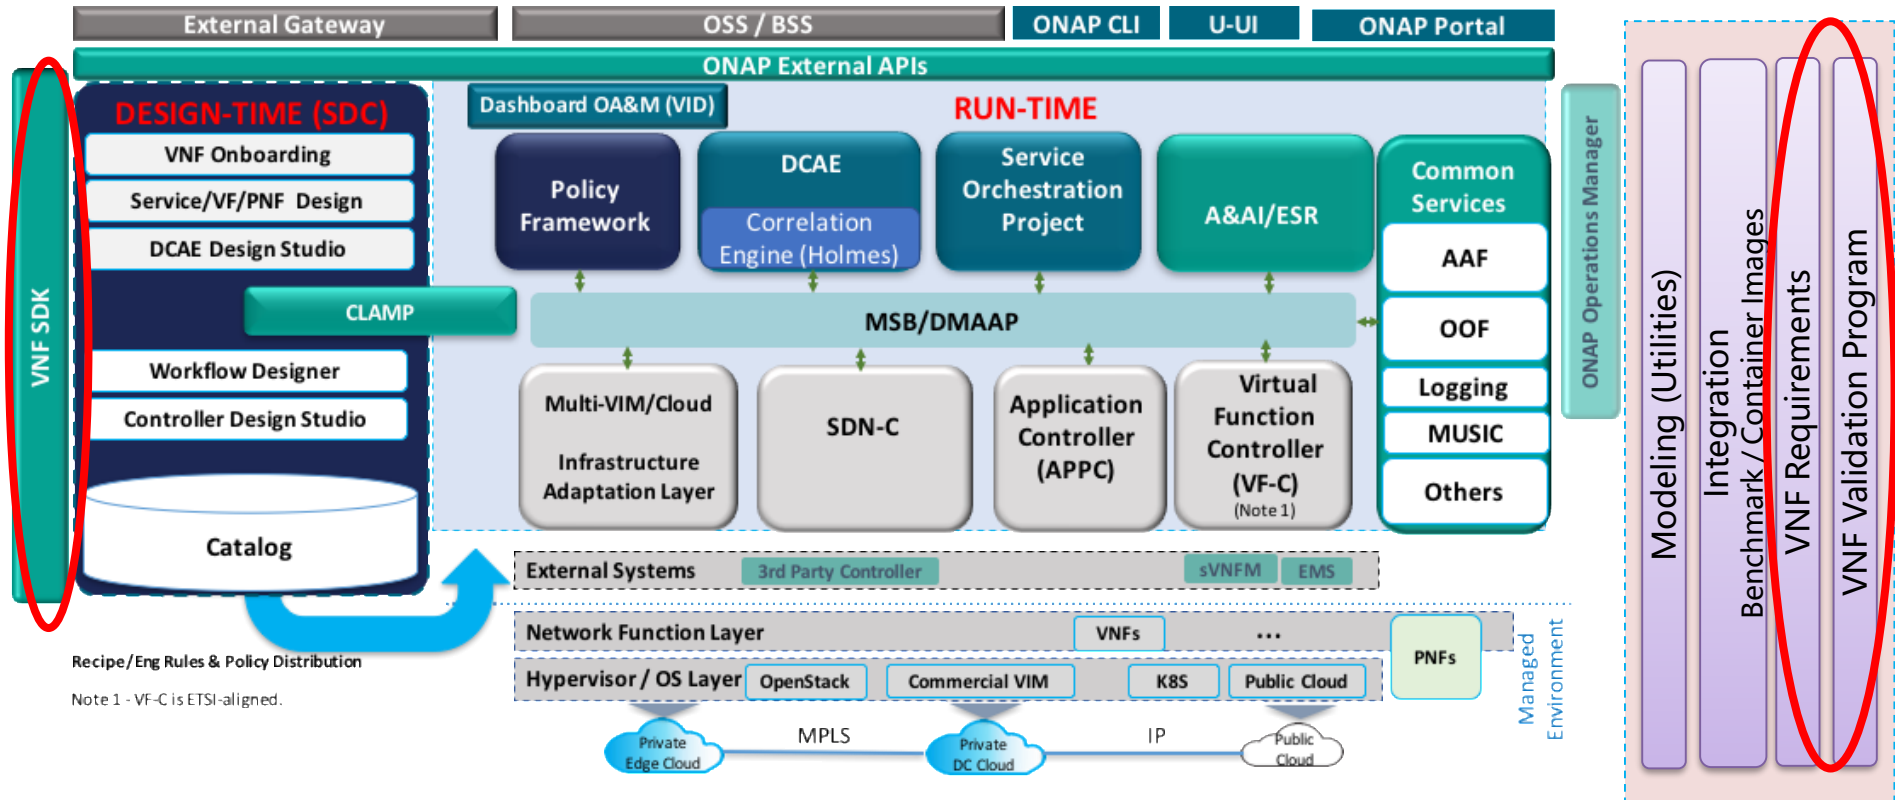 External Gateway
OSS / BSS
ONAP CLI
U-UI
ONAP Portal
ONAP External APIs
VNF SDK
DESIGN-TIME (SDC)
VNF Onboarding
Service/VF/PNF Design
DCAE Design Studio
CLAMP
Workflow Designer
Controller Design Studio
Catalog
Recipe/Eng Rules & Policy Distribution
Note 1 - VF-C is ETSI-aligned.
Dashboard OA&M (VID)
RUN-TIME
Policy
Framework
DCAE
Correlation
Engine (Holmes)
Service
Orchestration
Project
A&AI/ESR
MSB/DMAAP
Multi-VIM/Cloud
Infrastructure
Adaptation Layer
SDN-C
Application
Controller
(APPC)
Virtual
Function
Controller
(VF-C)
(Note 1)
Common
Services
AAF
OOF
Logging
MUSIC
Others
ONAP Operations Manager
External Systems
3rd Party Controller
sVNFM
EMS
Network Function Layer
VNFs
...
PNFs
Hypervisor / OS Layer
OpenStack
Commercial VIM
K8S
Public Cloud
Managed
Environment
Private
Edge Cloud
MPLS
Private
DC Cloud
IP
Public
Cloud
Modeling (Utilities)
Integration
Benchmark / Container Images
VNF Requirements
VNF Validation Program